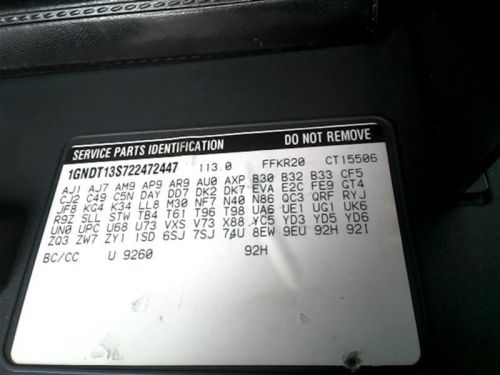 SERVICE PARTS IDENTIFICATION DO NOT REMOVE
1GNDT13S722472447 113.0 FFKR20 CT15506
AJ1 AJ7 AM9 AP9 AR9 AU0 AXP B30 B32 B33 CF5
CJ2 C49 C5N DAY DD7 DK2 DK7 EVA E2C FE9 GT4
JF8 KG4 K34 LL8 M30 NF7 N40 N86 QC3 QRF RYJ
R9Z SLL STW TB4 T61 T96 T98 UA6 UE1 UG1 UK6
UN0 UPC U68 U73 VXS V73 X88 YC5 YD3 YD5 YD6
ZQ3 ZW7 ZY1 1SD 6SJ 7SJ 74U 8EW 9EU 92H 92I
BC/CC U 9260 92H